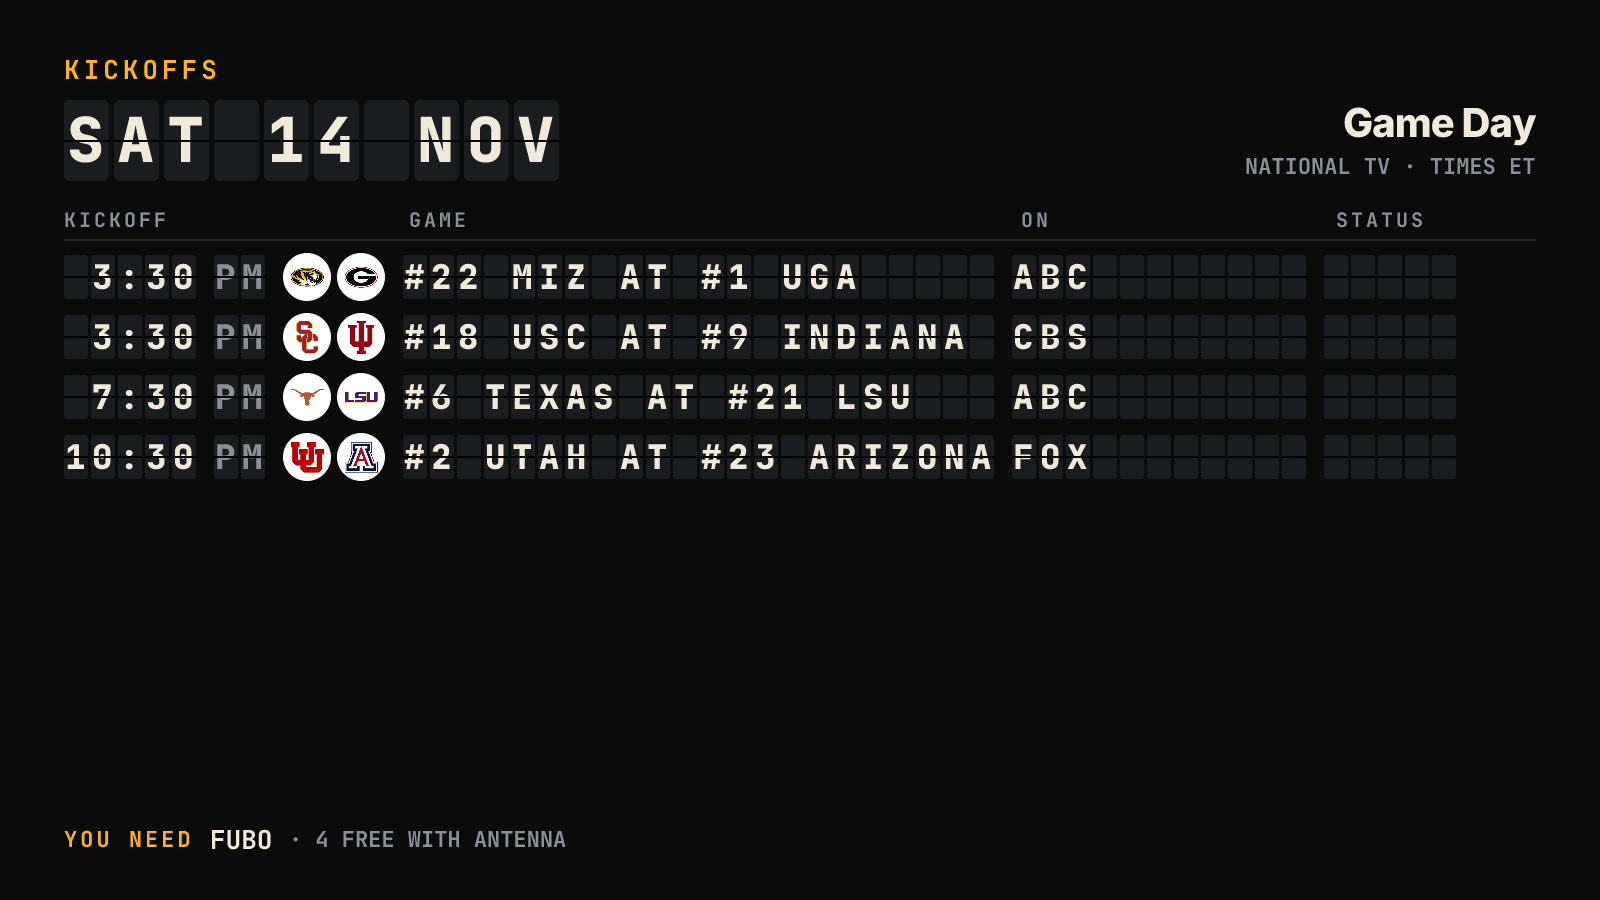 KICKOFFS
SAT 14 NOV
Game Day
NATIONAL TV · TIMES ET
KICKOFF GAME ON STATUS
3:30 PM #22 MIZ AT #1 UGA ABC
3:30 PM SC IU #18 USC AT #9 INDIANA CBS
7:30 PM LSU #6 TEXAS AT #21 LSU ABC
10:30 PM U A #2 UTAH AT #23 ARIZONA FOX
YOU NEED FUBO · 4 FREE WITH ANTENNA